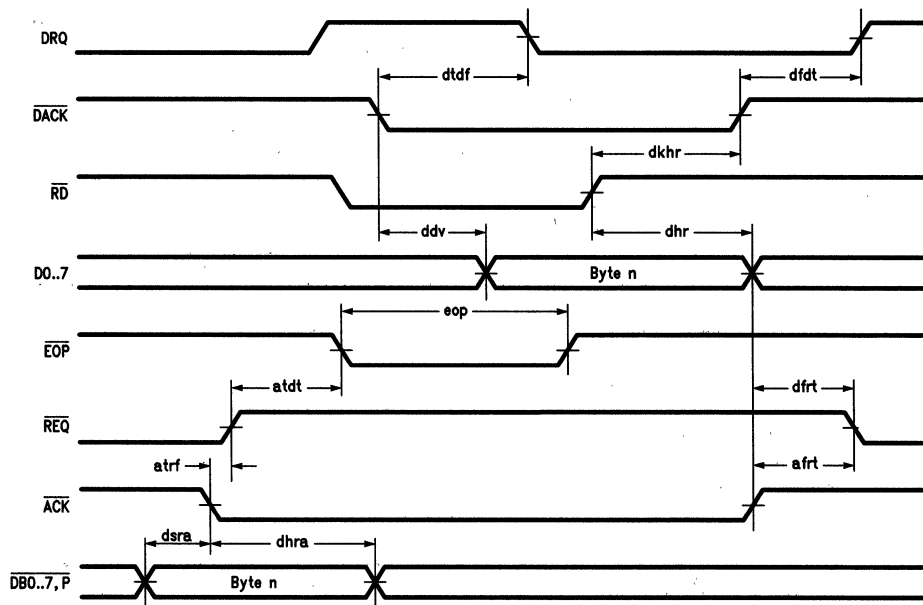 DRQ
dtdf
dfdt
DACK
dkhr
RD
ddv
dhr
D0..7
Byte n
eop
EOP
atdt
dfrt
REQ
atrf
afrt
ACK
dsra
dhra
DB0..7,P
Byte n